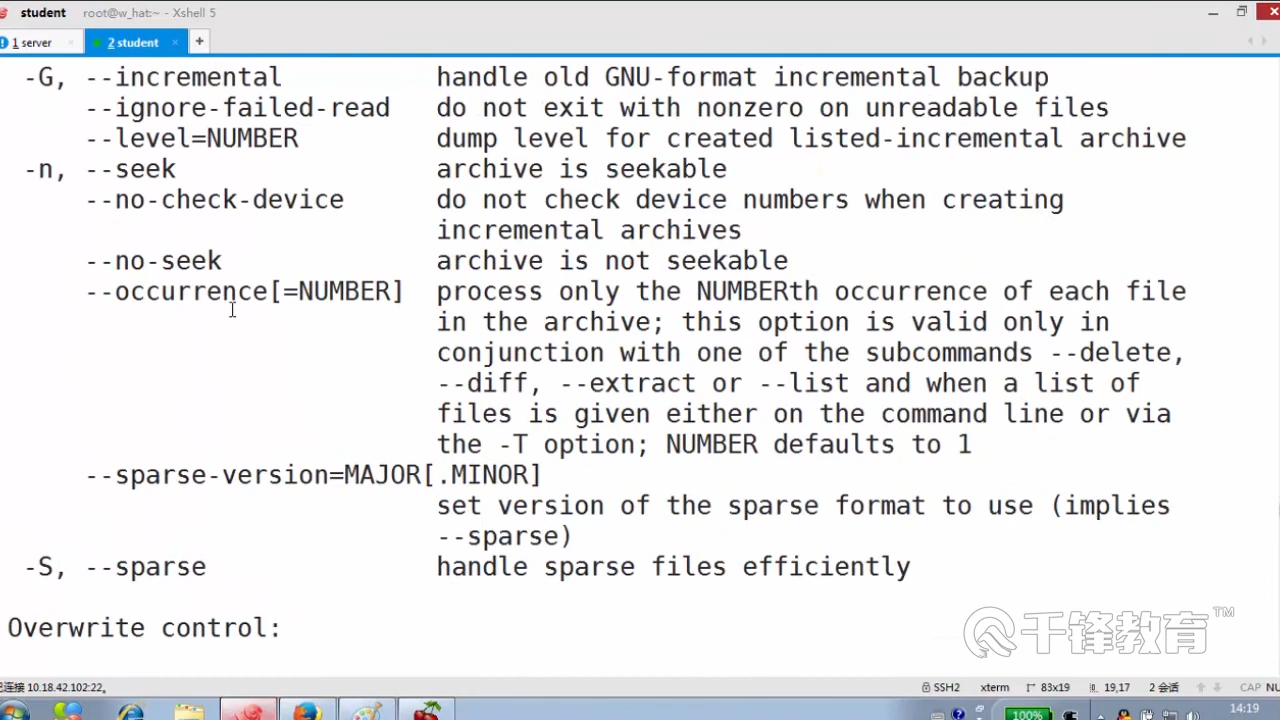 student root@w_hat:~ - Xshell 5
1 server 2 student +
-G, --incremental handle old GNU-format incremental backup
--ignore-failed-read do not exit with nonzero on unreadable files
--level=NUMBER dump level for created listed-incremental archive
-n, --seek archive is seekable
--no-check-device do not check device numbers when creating
incremental archives
--no-seek archive is not seekable
--occurrence[=NUMBER] process only the NUMBERth occurrence of each file
in the archive; this option is valid only in
conjunction with one of the subcommands --delete,
--diff, --extract or --list and when a list of
files is given either on the command line or via
the -T option; NUMBER defaults to 1
--sparse-version=MAJOR[.MINOR]
set version of the sparse format to use (implies
--sparse)
-S, --sparse handle sparse files efficiently
Overwrite control:
千锋教育™
已连接 10.18.42.102:22。 SSH2 xterm 83x19 19,17 2 会话 CAP NU
100% 14:19